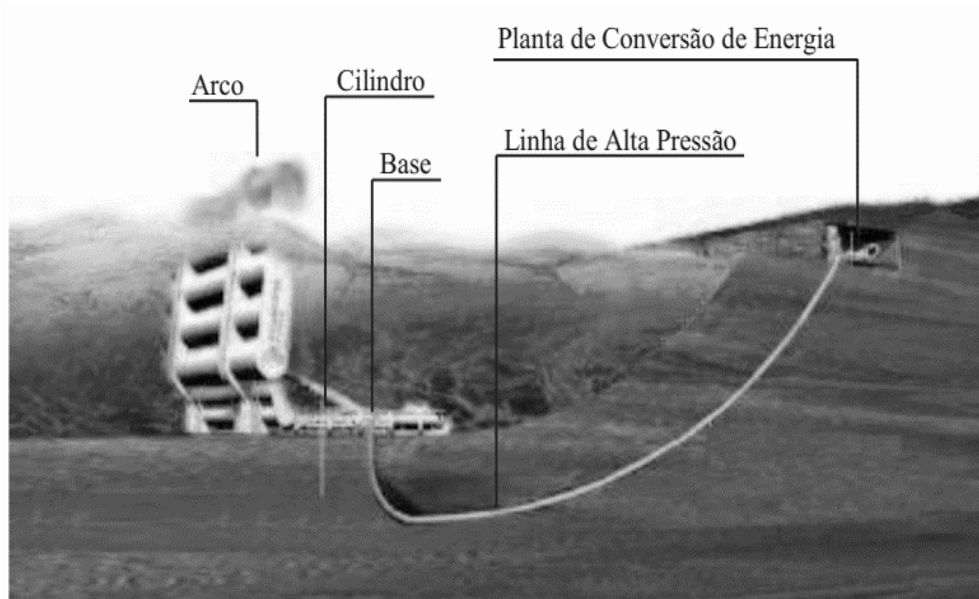 Planta de Conversão de Energia
Cilindro
Arco
Linha de Alta Pressão
Base